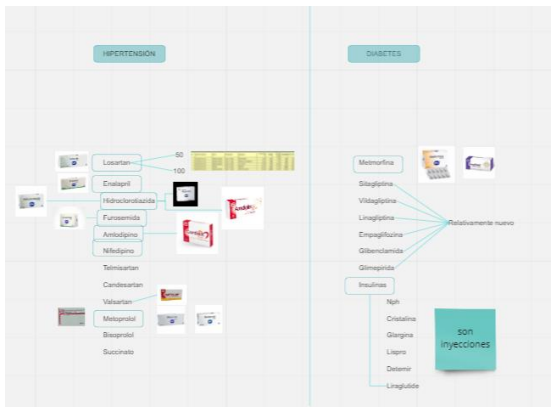 HIPERTENSIÓN
Losartan
50
100
Enalapril
Hidroclorotiazida
Furosemida
Amlodipino
Nifedipino
Telmisartan
Candesartan
Valsartan
Metoprolol
Bisoprolol
Succinato
DIABETES
Metmorfina
Sitagliptina
Vildagliptina
Linagliptina
Empaglifozina
Glibenclamida
Glimepirida
Relativamente nuevo
Insulinas
Nph
Cristalina
Glargina
Lispro
Detemir
Liraglutide
son
inyecciones